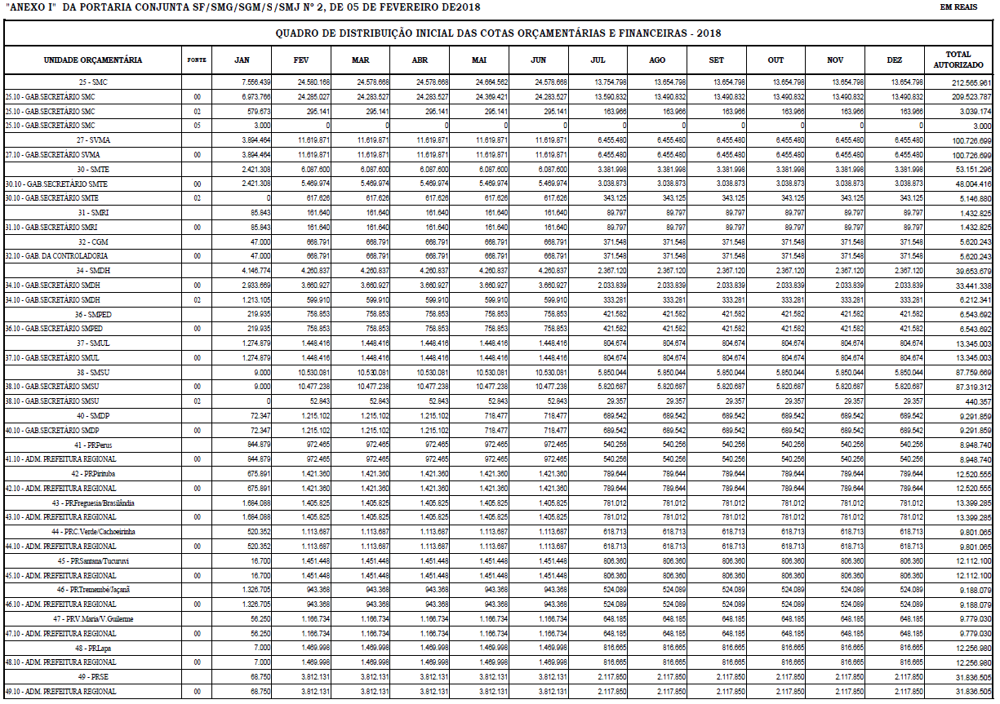 "ANEXO I" DA PORTARIA CONJUNTA SF/SMG/SGM/S/SMJ N° 2, DE 05 DE FEVEREIRO DE2018 EM REAIS
QUADRO DE DISTRIBUIÇÃO INICIAL DAS COTAS ORÇAMENTÁRIAS E FINANCEIRAS - 2018
UNIDADE ORÇAMENTÁRIA FONTE JAN FEV MAR ABR MAI JUN JUL AGO SET OUT NOV DEZ TOTAL AUTORIZADO
25 - SMC 7.556.439 24.580.168 24.578.668 24.578.668 24.664.562 24.578.668 13.754.798 13.654.798 13.654.798 13.654.798 13.654.798 13.654.798 212.565.961
25.10 - GAB.SECRETÁRIO SMC 00 6.973.766 24.285.027 24.283.527 24.283.527 24.369.421 24.283.527 13.590.832 13.490.832 13.490.832 13.490.832 13.490.832 13.490.832 209.523.787
25.10 - GAB.SECRETÁRIO SMC 02 579.673 295.141 295.141 295.141 295.141 295.141 163.966 163.966 163.966 163.966 163.966 163.966 3.039.174
25.10 - GAB.SECRETÁRIO SMC 05 3.000 0 0 0 0 0 0 0 0 0 0 0 3.000
27 - SVMA 3.894.464 11.619.871 11.619.871 11.619.871 11.619.871 11.619.871 6.455.480 6.455.480 6.455.480 6.455.480 6.455.480 6.455.480 100.726.699
27.10 - GAB.SECRETÁRIO SVMA 00 3.894.464 11.619.871 11.619.871 11.619.871 11.619.871 11.619.871 6.455.480 6.455.480 6.455.480 6.455.480 6.455.480 6.455.480 100.726.699
30 - SMTE 2.421.308 6.087.600 6.087.600 6.087.600 6.087.600 6.087.600 3.381.998 3.381.998 3.381.998 3.381.998 3.381.998 3.381.998 53.151.296
30.10 - GAB.SECRETÁRIO SMTE 00 2.421.308 5.469.974 5.469.974 5.469.974 5.469.974 5.469.974 3.038.873 3.038.873 3.038.873 3.038.873 3.038.873 3.038.873 48.004.416
30.10 - GAB.SECRETÁRIO SMTE 02 0 617.626 617.626 617.626 617.626 617.626 343.125 343.125 343.125 343.125 343.125 343.125 5.146.880
31 - SMRI 85.843 161.640 161.640 161.640 161.640 161.640 89.797 89.797 89.797 89.797 89.797 89.797 1.432.825
31.10 - GAB.SECRETÁRIO SMRI 00 85.843 161.640 161.640 161.640 161.640 161.640 89.797 89.797 89.797 89.797 89.797 89.797 1.432.825
32 - CGM 47.000 668.791 668.791 668.791 668.791 668.791 371.548 371.548 371.548 371.548 371.548 371.548 5.620.243
32.10 - GAB. DA CONTROLADORIA 00 47.000 668.791 668.791 668.791 668.791 668.791 371.548 371.548 371.548 371.548 371.548 371.548 5.620.243
34 - SMDH 4.146.774 4.260.837 4.260.837 4.260.837 4.260.837 4.260.837 2.367.120 2.367.120 2.367.120 2.367.120 2.367.120 2.367.120 39.653.679
34.10 - GAB.SECRETÁRIO SMDH 00 2.933.669 3.660.927 3.660.927 3.660.927 3.660.927 3.660.927 2.033.839 2.033.839 2.033.839 2.033.839 2.033.839 2.033.839 33.441.338
34.10 - GAB.SECRETÁRIO SMDH 02 1.213.105 599.910 599.910 599.910 599.910 599.910 333.281 333.281 333.281 333.281 333.281 333.281 6.212.341
36 - SMPED 219.935 758.853 758.853 758.853 758.853 758.853 421.582 421.582 421.582 421.582 421.582 421.582 6.543.692
36.10 - GAB.SECRETÁRIO SMPED 00 219.935 758.853 758.853 758.853 758.853 758.853 421.582 421.582 421.582 421.582 421.582 421.582 6.543.692
37 - SMUL 1.274.879 1.448.416 1.448.416 1.448.416 1.448.416 1.448.416 804.674 804.674 804.674 804.674 804.674 804.674 13.345.003
37.10 - GAB.SECRETÁRIO SMUL 00 1.274.879 1.448.416 1.448.416 1.448.416 1.448.416 1.448.416 804.674 804.674 804.674 804.674 804.674 804.674 13.345.003
38 - SMSU 9.000 10.530.081 10.530.081 10.530.081 10.530.081 10.530.081 5.850.044 5.850.044 5.850.044 5.850.044 5.850.044 5.850.044 87.759.669
38.10 - GAB.SECRETÁRIO SMSU 00 9.000 10.477.238 10.477.238 10.477.238 10.477.238 10.477.238 5.820.687 5.820.687 5.820.687 5.820.687 5.820.687 5.820.687 87.319.312
38.10 - GAB.SECRETÁRIO SMSU 02 0 52.843 52.843 52.843 52.843 52.843 29.357 29.357 29.357 29.357 29.357 29.357 440.357
40 - SMDP 72.347 1.215.102 1.215.102 1.215.102 718.477 718.477 689.542 689.542 689.542 689.542 689.542 689.542 9.291.859
40.10 - GAB.SECRETÁRIO SMDP 00 72.347 1.215.102 1.215.102 1.215.102 718.477 718.477 689.542 689.542 689.542 689.542 689.542 689.542 9.291.859
41 - PRPerus 844.879 972.465 972.465 972.465 972.465 972.465 540.256 540.256 540.256 540.256 540.256 540.256 8.948.740
41.10 - ADM. PREFEITURA REGIONAL 00 844.879 972.465 972.465 972.465 972.465 972.465 540.256 540.256 540.256 540.256 540.256 540.256 8.948.740
42 - PRPirituba 675.891 1.421.360 1.421.360 1.421.360 1.421.360 1.421.360 789.644 789.644 789.644 789.644 789.644 789.644 12.520.555
42.10 - ADM. PREFEITURA REGIONAL 00 675.891 1.421.360 1.421.360 1.421.360 1.421.360 1.421.360 789.644 789.644 789.644 789.644 789.644 789.644 12.520.555
43 - PRFreguesia/Brasilândia 1.684.088 1.405.825 1.405.825 1.405.825 1.405.825 1.405.825 781.012 781.012 781.012 781.012 781.012 781.012 13.399.285
43.10 - ADM. PREFEITURA REGIONAL 00 1.684.088 1.405.825 1.405.825 1.405.825 1.405.825 1.405.825 781.012 781.012 781.012 781.012 781.012 781.012 13.399.285
44 - PRC.Verde/Cachoeirinha 520.352 1.113.687 1.113.687 1.113.687 1.113.687 1.113.687 618.713 618.713 618.713 618.713 618.713 618.713 9.801.065
44.10 - ADM. PREFEITURA REGIONAL 00 520.352 1.113.687 1.113.687 1.113.687 1.113.687 1.113.687 618.713 618.713 618.713 618.713 618.713 618.713 9.801.065
45 - PRSantana/Tucuruvi 16.700 1.451.448 1.451.448 1.451.448 1.451.448 1.451.448 806.360 806.360 806.360 806.360 806.360 806.360 12.112.100
45.10 - ADM. PREFEITURA REGIONAL 00 16.700 1.451.448 1.451.448 1.451.448 1.451.448 1.451.448 806.360 806.360 806.360 806.360 806.360 806.360 12.112.100
46 - PRTremembé/Jaçanã 1.326.705 943.368 943.368 943.368 943.368 943.368 524.089 524.089 524.089 524.089 524.089 524.089 9.188.079
46.10 - ADM. PREFEITURA REGIONAL 00 1.326.705 943.368 943.368 943.368 943.368 943.368 524.089 524.089 524.089 524.089 524.089 524.089 9.188.079
47 - PRV.Maria/V.Guilerme 56.250 1.166.734 1.166.734 1.166.734 1.166.734 1.166.734 648.185 648.185 648.185 648.185 648.185 648.185 9.779.030
47.10 - ADM. PREFEITURA REGIONAL 00 56.250 1.166.734 1.166.734 1.166.734 1.166.734 1.166.734 648.185 648.185 648.185 648.185 648.185 648.185 9.779.030
48 - PRLapa 7.000 1.469.998 1.469.998 1.469.998 1.469.998 1.469.998 816.665 816.665 816.665 816.665 816.665 816.665 12.256.980
48.10 - ADM. PREFEITURA REGIONAL 00 7.000 1.469.998 1.469.998 1.469.998 1.469.998 1.469.998 816.665 816.665 816.665 816.665 816.665 816.665 12.256.980
49 - PRSE 68.750 3.812.131 3.812.131 3.812.131 3.812.131 3.812.131 2.117.850 2.117.850 2.117.850 2.117.850 2.117.850 2.117.850 31.836.505
49.10 - ADM. PREFEITURA REGIONAL 00 68.750 3.812.131 3.812.131 3.812.131 3.812.131 3.812.131 2.117.850 2.117.850 2.117.850 2.117.850 2.117.850 2.117.850 31.836.505